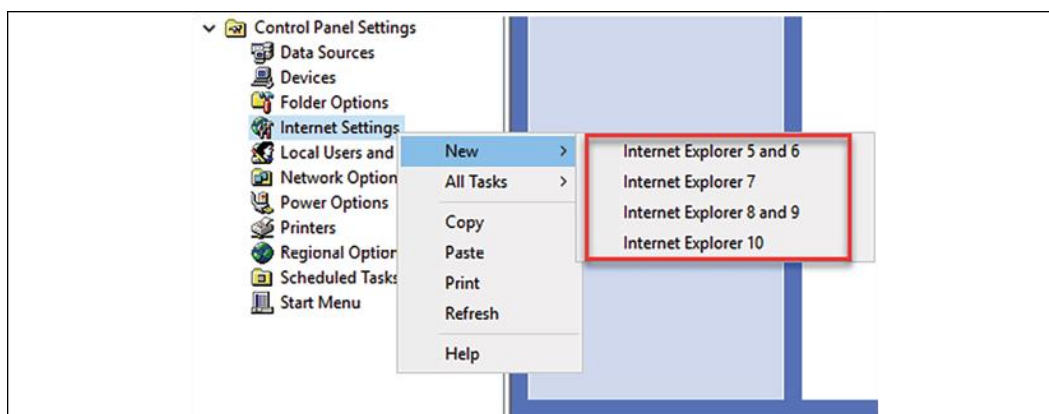 Control Panel Settings
Data Sources
Devices
Folder Options
Internet Settings
Local Users and
Network Option
Power Options
Printers
Regional Option
Scheduled Tasks
Start Menu
New
All Tasks
Copy
Paste
Print
Refresh
Help
Internet Explorer 5 and 6
Internet Explorer 7
Internet Explorer 8 and 9
Internet Explorer 10